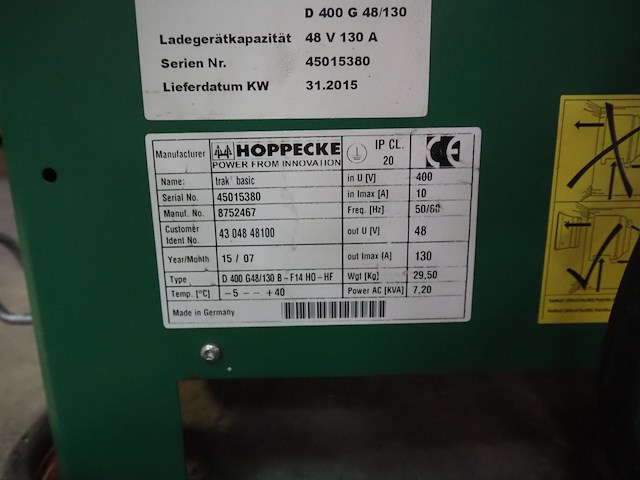 D 400 G 48/130
Ladegerätkapazität 48 V 130 A
Serien Nr. 45015380
Lieferdatum KW 31.2015
Manufacturer HOPPECKE IP CL. 20 CE
POWER FROM INNOVATION
Name: trak basic in U [V] 400
Serial No. 45015380 in Imax [A] 10
Manuf. No. 8752467 Freq. [Hz] 50/60
Customer Ident No. 43 048 48100 out U [V] 48
Year/Month 15 / 07 out Imax [A] 130
Type D 400 G48/130 B-F14 HO-HF Wgt [Kg] 29,50
Temp. [°C] -5 -- +40 Power AC [KVA] 7,20
Made in Germany